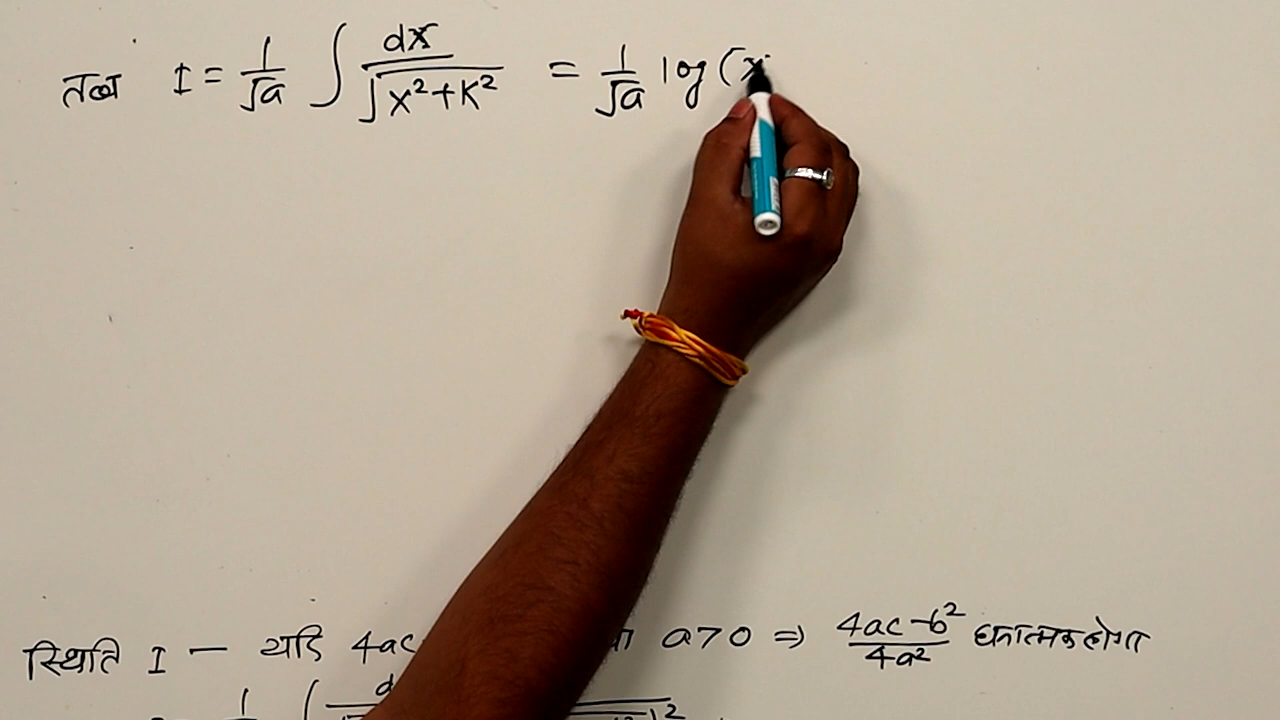 तब I = 1/√a ∫ dx/√x²+K² = 1/√a log(x
स्थिति I — यदि 4ac a>0 ⇒ 4ac-b²/4a² धनात्मक होगा